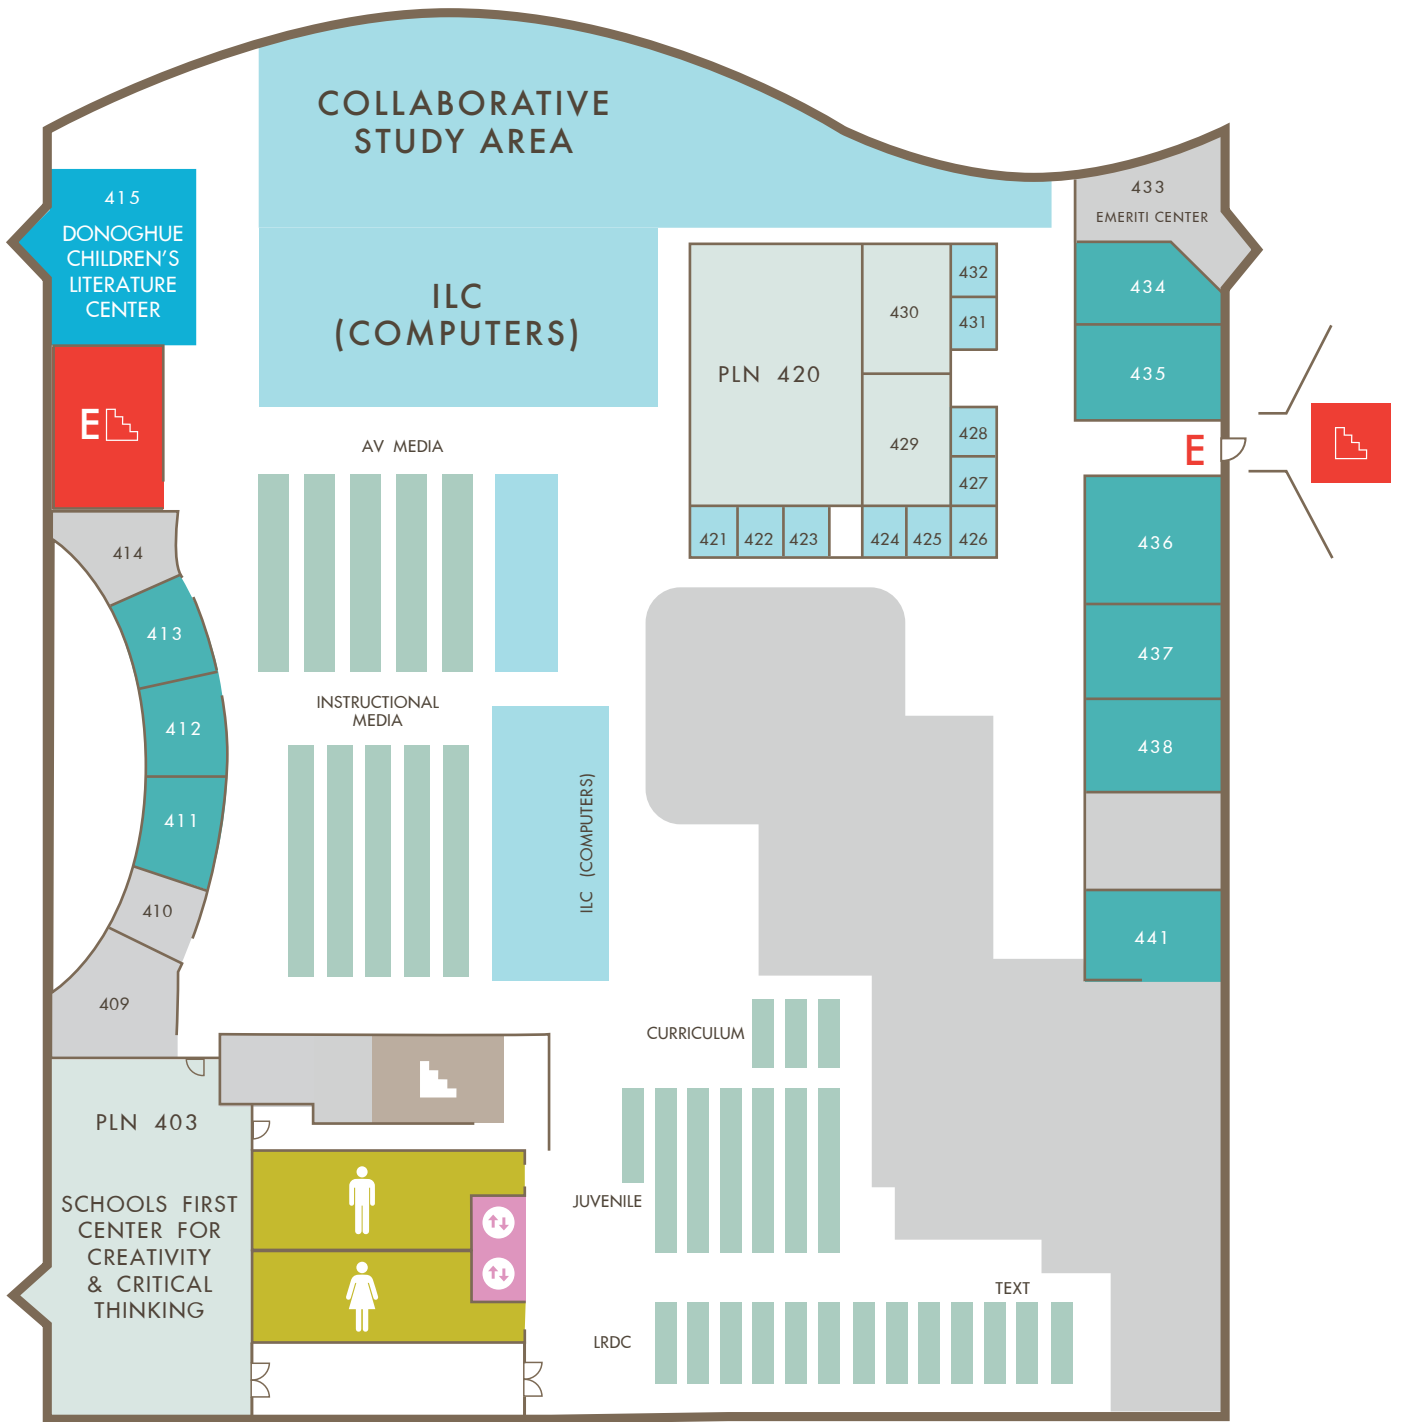 COLLABORATIVE
STUDY AREA
415
DONOGHUE
CHILDREN'S
LITERATURE
CENTER
433
EMERITI CENTER
ILC
(COMPUTERS)
432
431
430
PLN 420
434
435
E
AV MEDIA
429
428
427
E
421
422
423
424
425
426
414
413
412
411
410
409
INSTRUCTIONAL
MEDIA
ILC (COMPUTERS)
436
437
438
441
CURRICULUM
PLN 403
SCHOOLS FIRST
CENTER FOR
CREATIVITY
& CRITICAL
THINKING
JUVENILE
TEXT
LRDC